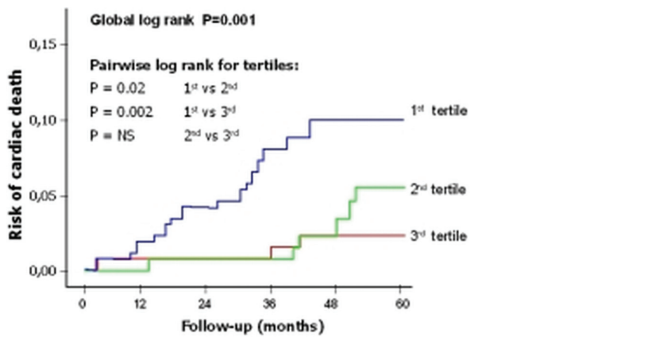 Global log rank P=0.001
0,15
Pairwise log rank for tertiles:
P = 0.02 1st vs 2nd
P = 0.002 1st vs 3rd
P = NS 2nd vs 3rd
0,10
1st tertile
0,05
2nd tertile
3rd tertile
0,00
0 12 24 36 48 60
Follow-up (months)
Risk of cardiac death